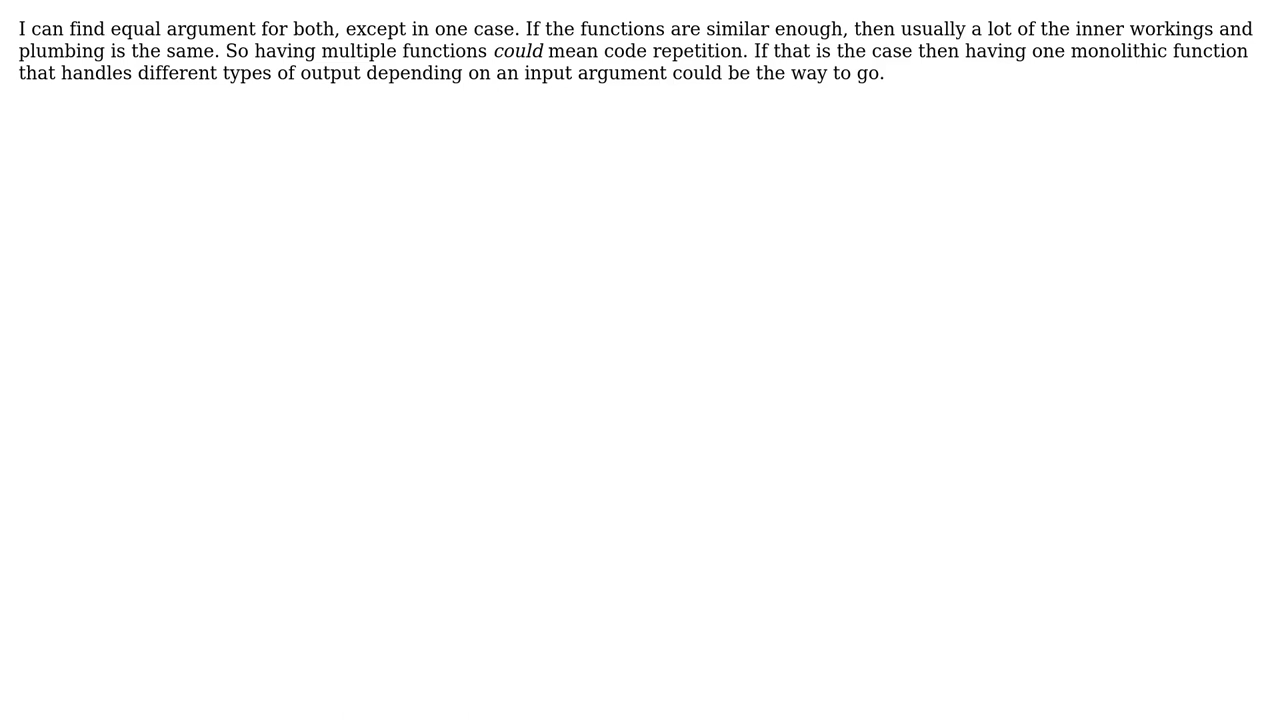 I can find equal argument for both, except in one case. If the functions are similar enough, then usually a lot of the inner workings and
plumbing is the same. So having multiple functions could mean code repetition. If that is the case then having one monolithic function
that handles different types of output depending on an input argument could be the way to go.